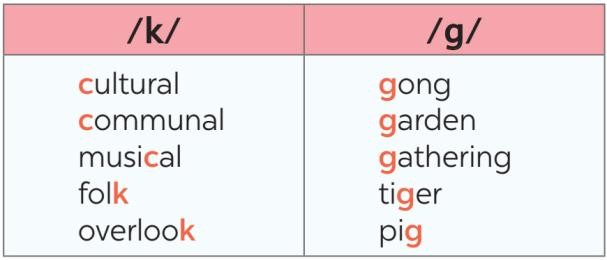 /k/ /g/
cultural gong
communal garden
musical gathering
folk tiger
overlook pig